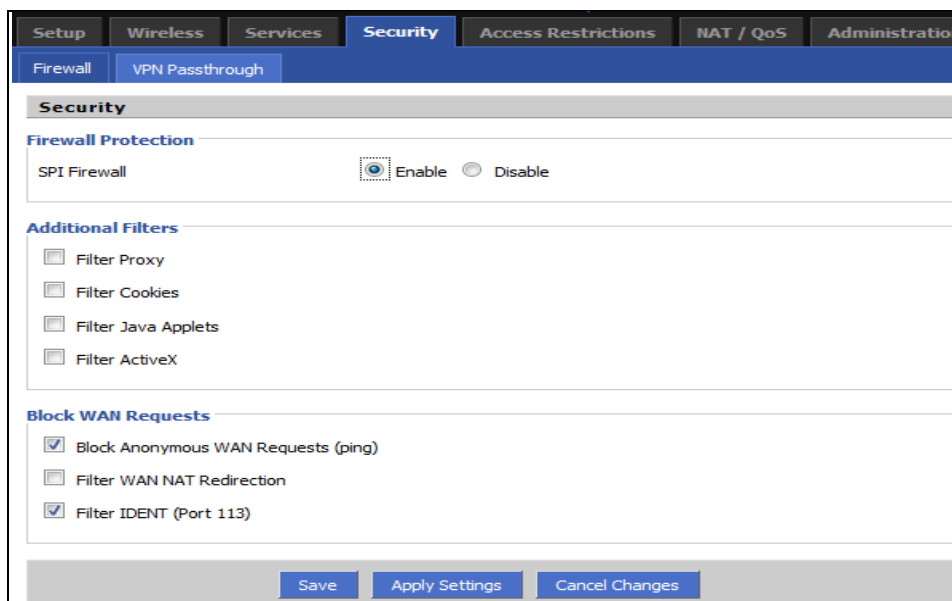 Setup Wireless Services Security Access Restrictions NAT / QoS Administratio
Firewall VPN Passthrough
Security
Firewall Protection
SPI Firewall Enable Disable
Additional Filters
Filter Proxy
Filter Cookies
Filter Java Applets
Filter ActiveX
Block WAN Requests
Block Anonymous WAN Requests (ping)
Filter WAN NAT Redirection
Filter IDENT (Port 113)
Save Apply Settings Cancel Changes